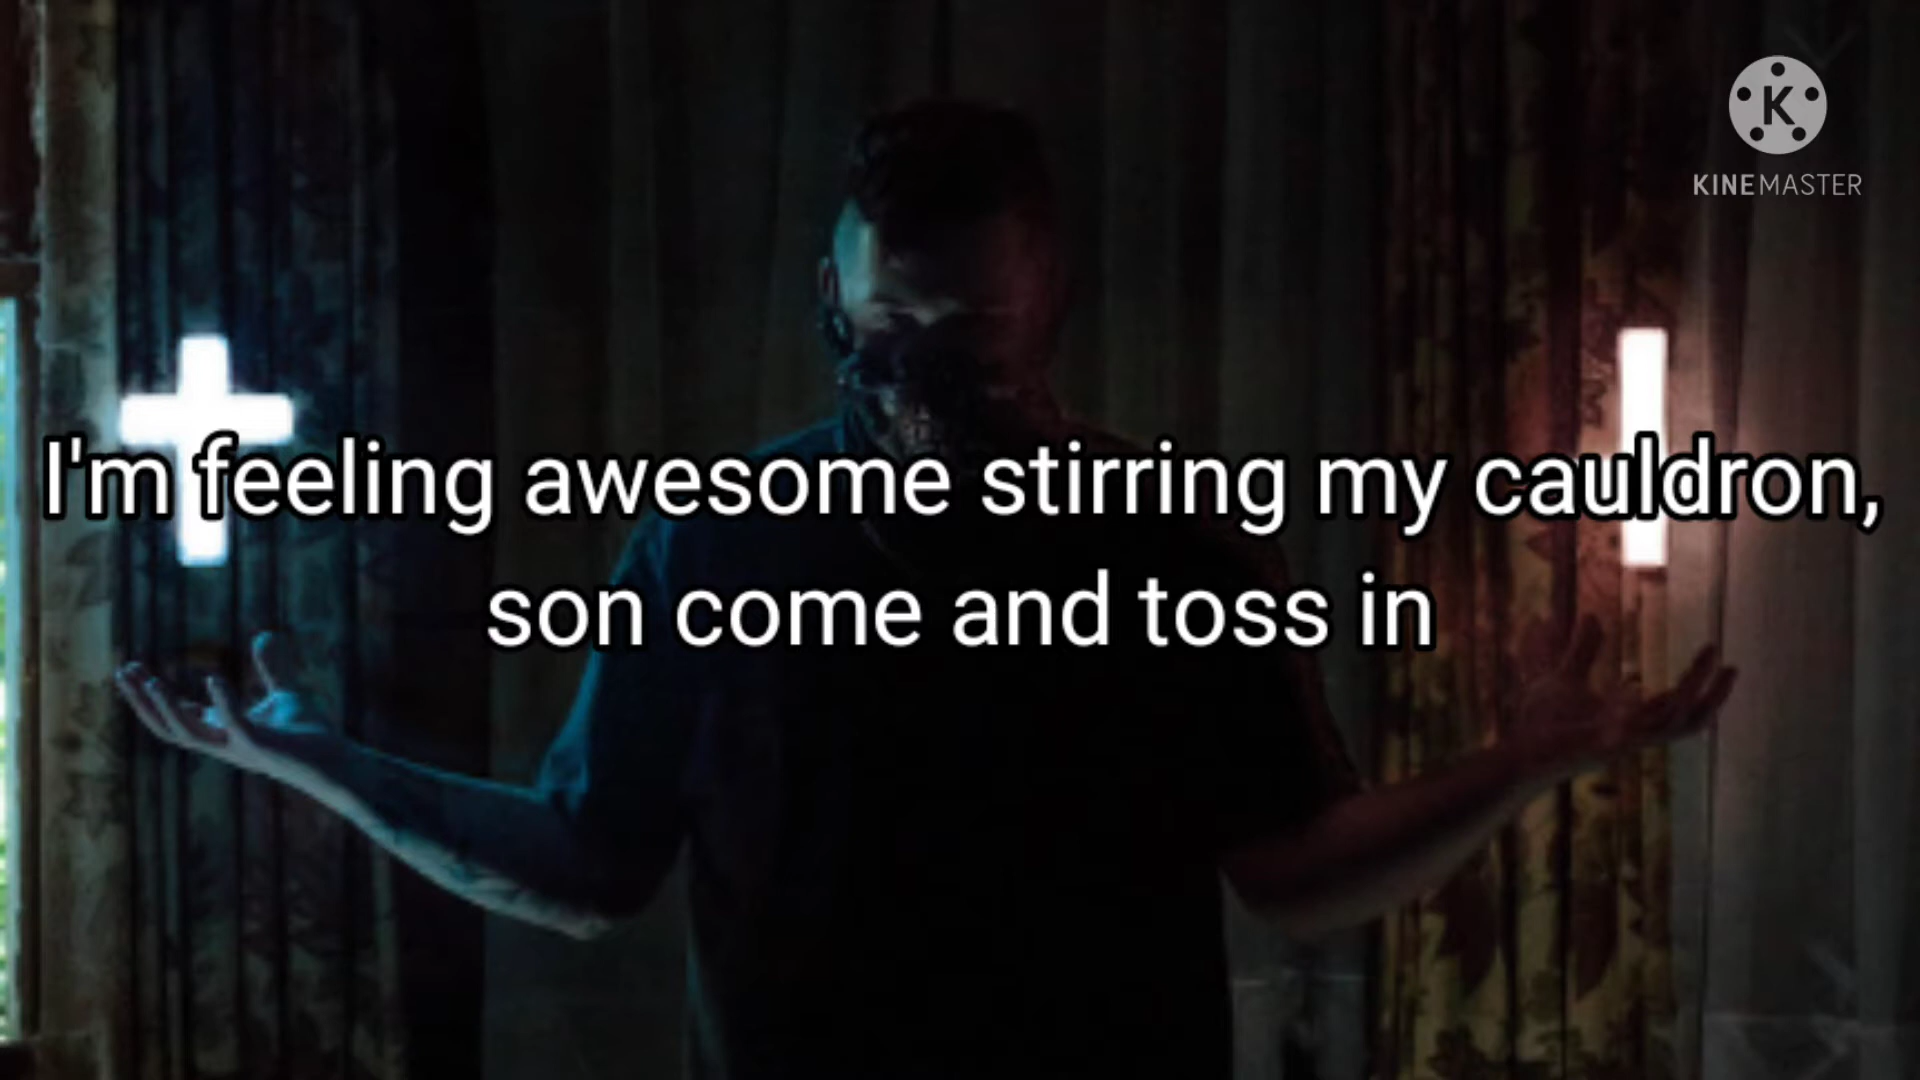 K
KINEMASTER
I'm feeling awesome stirring my cauldron,
son come and toss in